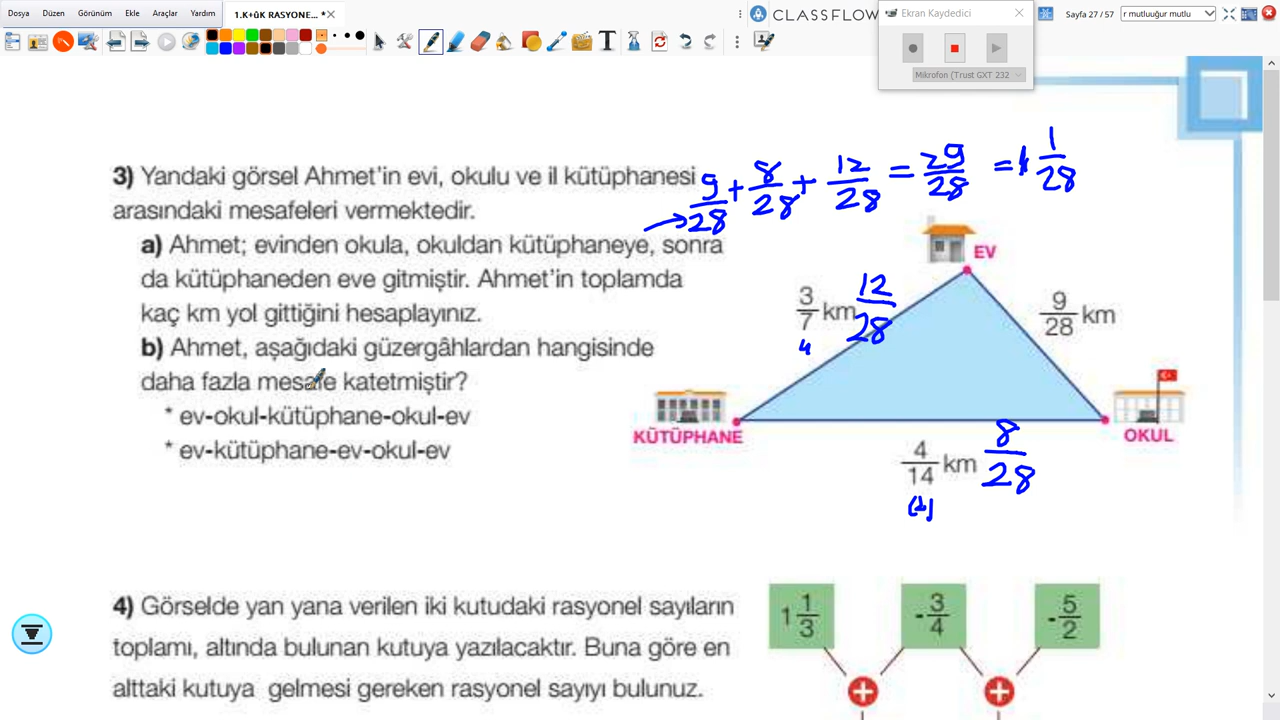 Dosya Düzen Görünüm Ekle Araçlar Yardım
1.K+ûK RASYONE... *
CLASSFLOW
Ekran Kaydedici
Mikrofon (Trust GXT 232
Sayfa 27 / 57
r mutluuğur mutlu
3) Yandaki görsel Ahmet'in evi, okulu ve il kütüphanesi
arasındaki mesafeleri vermektedir.
a) Ahmet; evinden okula, okuldan kütüphaneye, sonra
da kütüphaneden eve gitmiştir. Ahmet'in toplamda
kaç km yol gittiğini hesaplayınız.
b) Ahmet, aşağıdaki güzergâhlardan hangisinde
daha fazla mesafe katetmiştir?
* ev-okul-kütüphane-okul-ev
* ev-kütüphane-ev-okul-ev
9/28 + 8/28 + 12/28 = 29/28 = 1 1/28
EV
3/7 km 12/28
4
9/28 km
KÜTÜPHANE
OKUL
4/14 km 8/28
(2)
4) Görselde yan yana verilen iki kutudaki rasyonel sayıların
toplamı, altında bulunan kutuya yazılacaktır. Buna göre en
alttaki kutuya gelmesi gereken rasyonel sayıyı bulunuz.
1 1/3 -3/4 -5/2
+ +